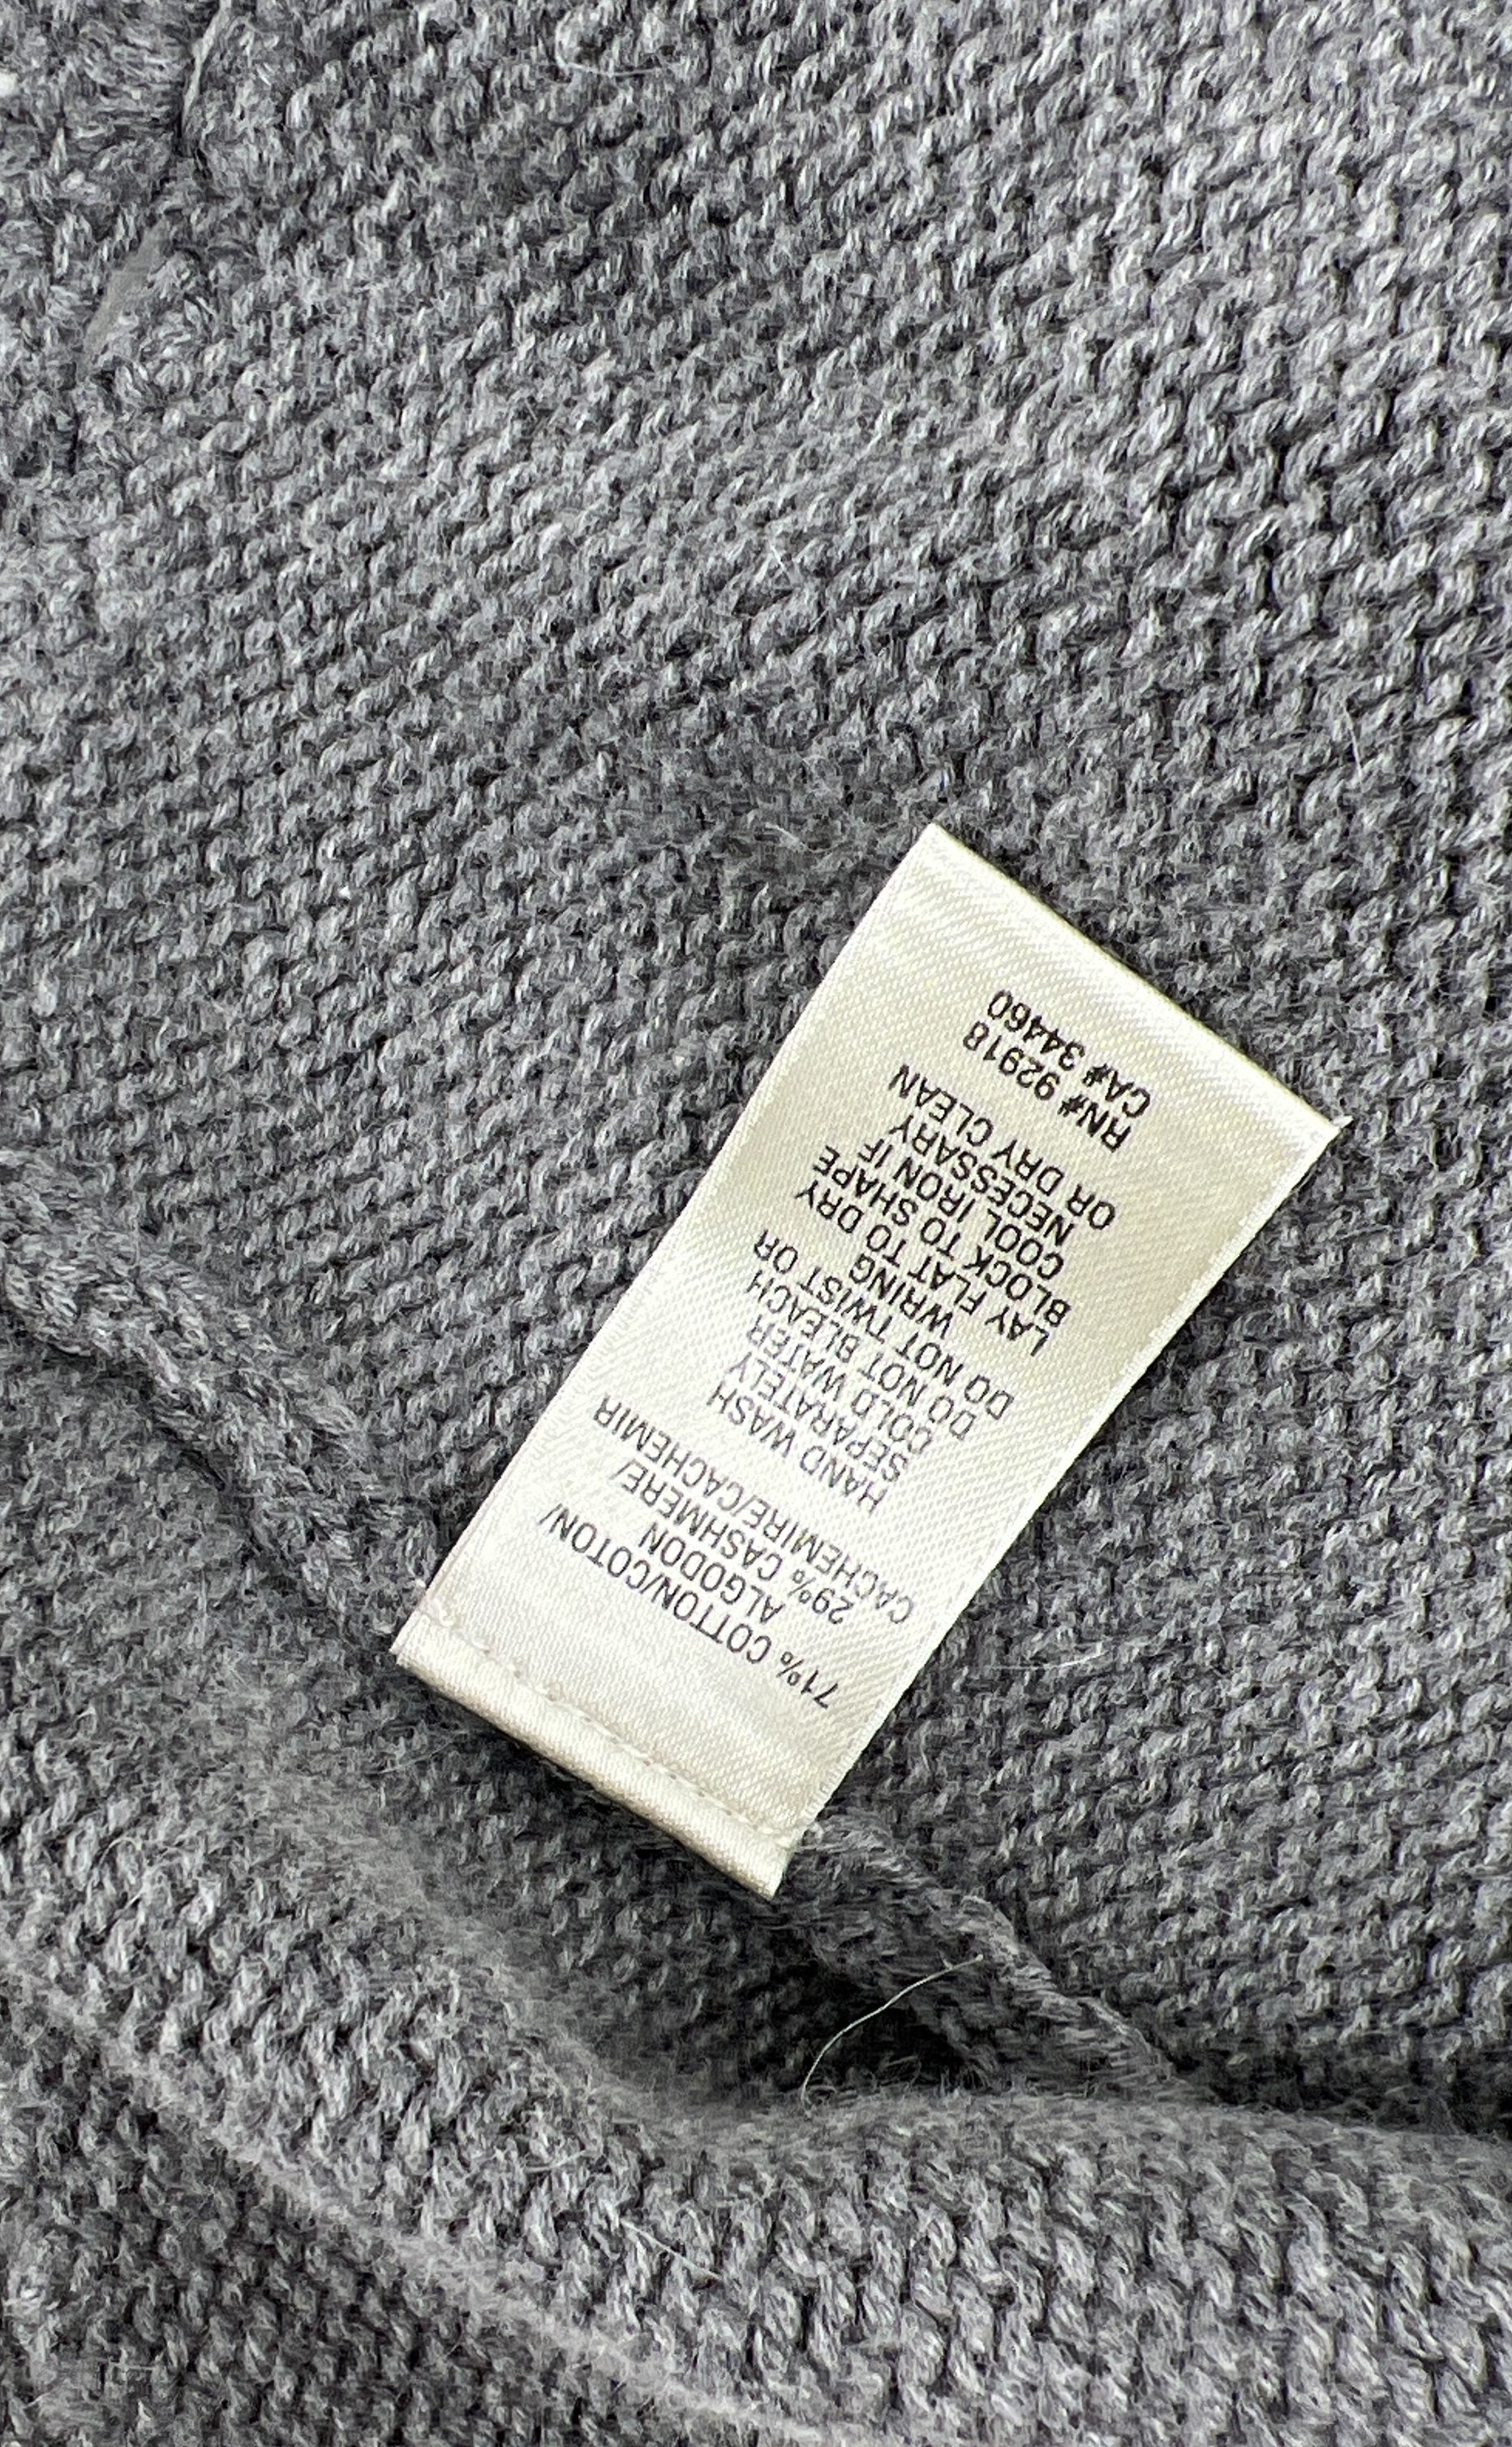 71% COTTON/COTON/
ALGODON
29% CASHMERE/
CACHEMIRE/CACHEMIR
HAND WASH
SEPARATELY
COLD WATER
DO NOT BLEACH
DO NOT TWIST OR
WRING
LAY FLAT TO DRY
BLOCK TO SHAPE
COOL IRON IF
NECESSARY
OR DRY CLEAN
RN# 92918
CA# 34460